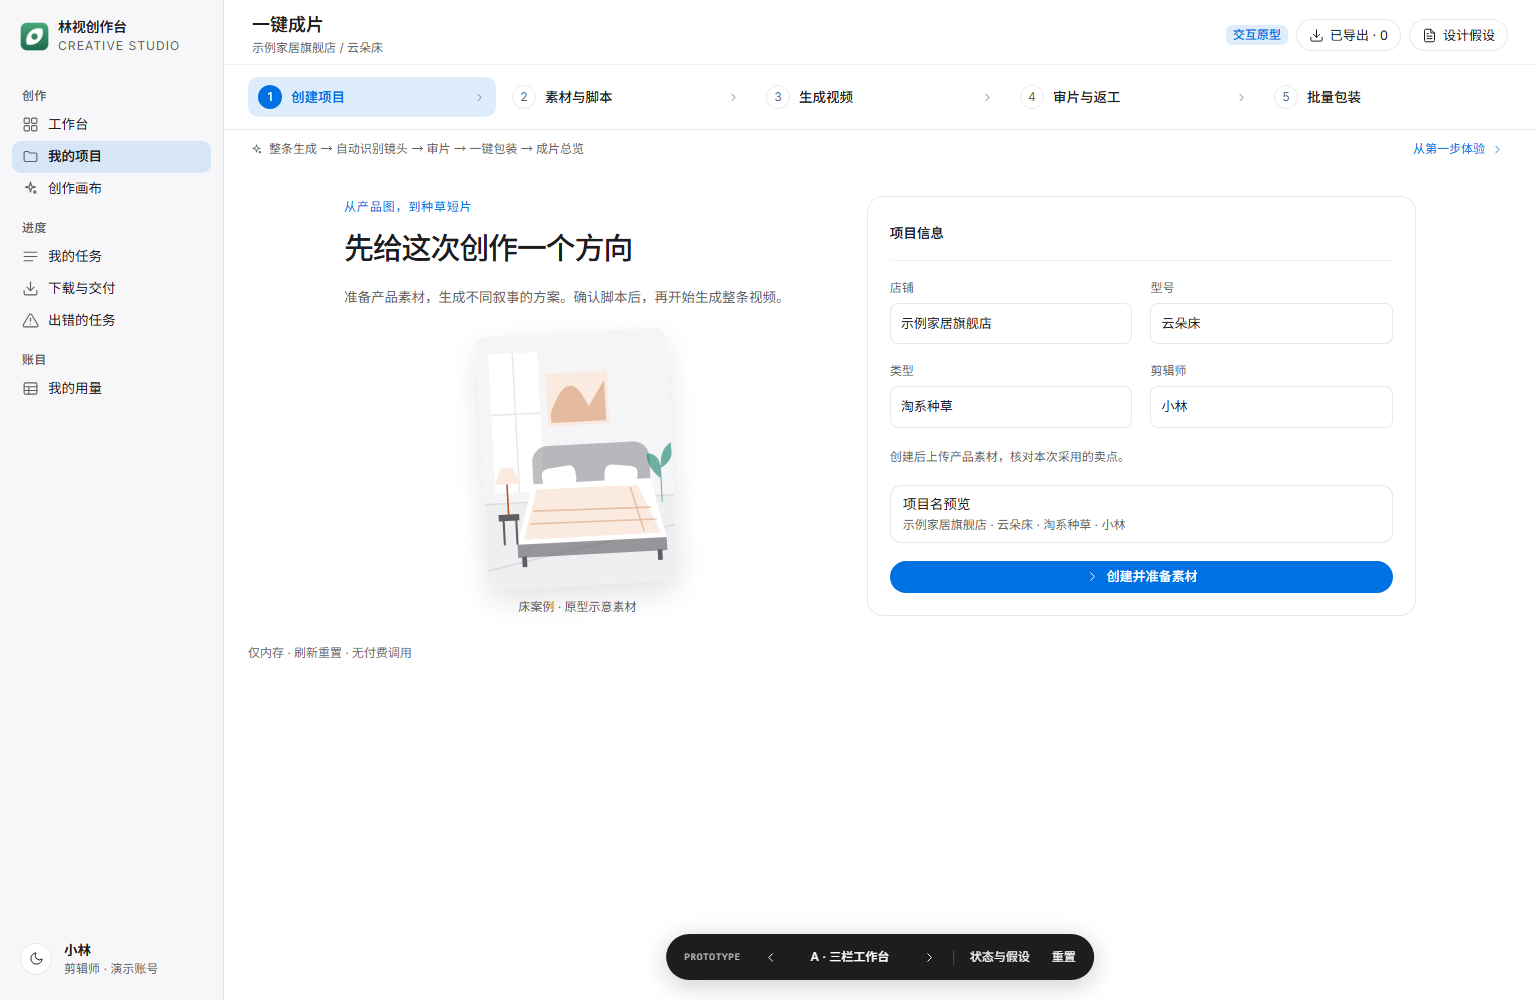 林视创作台
CREATIVE STUDIO
创作
工作台
我的项目
创作画布
进度
我的任务
下载与交付
出错的任务
账目
我的用量
小林
剪辑师 · 演示账号
一键成片
示例家居旗舰店 / 云朵床
交互原型
已导出 · 0
设计假设
1 创建项目
2 素材与脚本
3 生成视频
4 审片与返工
5 批量包装
整条生成 → 自动识别镜头 → 审片 → 一键包装 → 成片总览
从第一步体验
从产品图，到种草短片
先给这次创作一个方向
准备产品素材，生成不同叙事的方案。确认脚本后，再开始生成整条视频。
床案例 · 原型示意素材
项目信息
店铺
示例家居旗舰店
型号
云朵床
类型
淘系种草
剪辑师
小林
创建后上传产品素材，核对本次采用的卖点。
项目名预览
示例家居旗舰店 · 云朵床 · 淘系种草 · 小林
创建并准备素材
仅内存 · 刷新重置 · 无付费调用
PROTOTYPE
A · 三栏工作台
状态与假设
重置